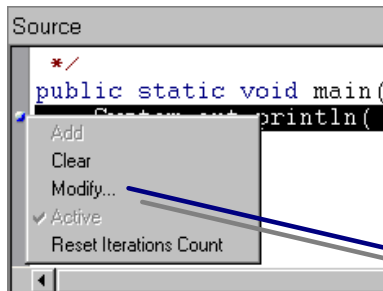 Source
*/
public static void main(
println(
Add
Clear
Modify...
Active
Reset Iterations Count